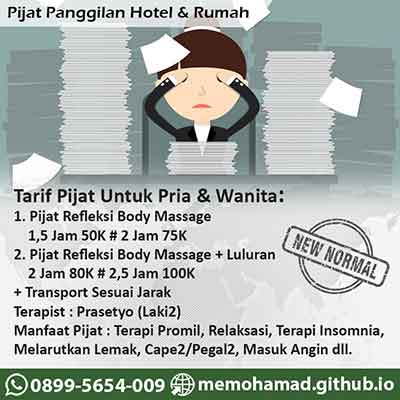 Pijat Panggilan Hotel & Rumah
Tarif Pijat Untuk Pria & Wanita:
1. Pijat Refleksi Body Massage
1,5 Jam 50K # 2 Jam 75K
2. Pijat Refleksi Body Massage + Luluran
2 Jam 80K # 2,5 Jam 100K
+ Transport Sesuai Jarak
Terapist : Prasetyo (Laki2)
Manfaat Pijat : Terapi Promil, Relaksasi, Terapi Insomnia,
Melarutkan Lemak, Cape2/Pegal2, Masuk Angin dll.
NEW NORMAL
0899-5654-009 memohamad.github.io